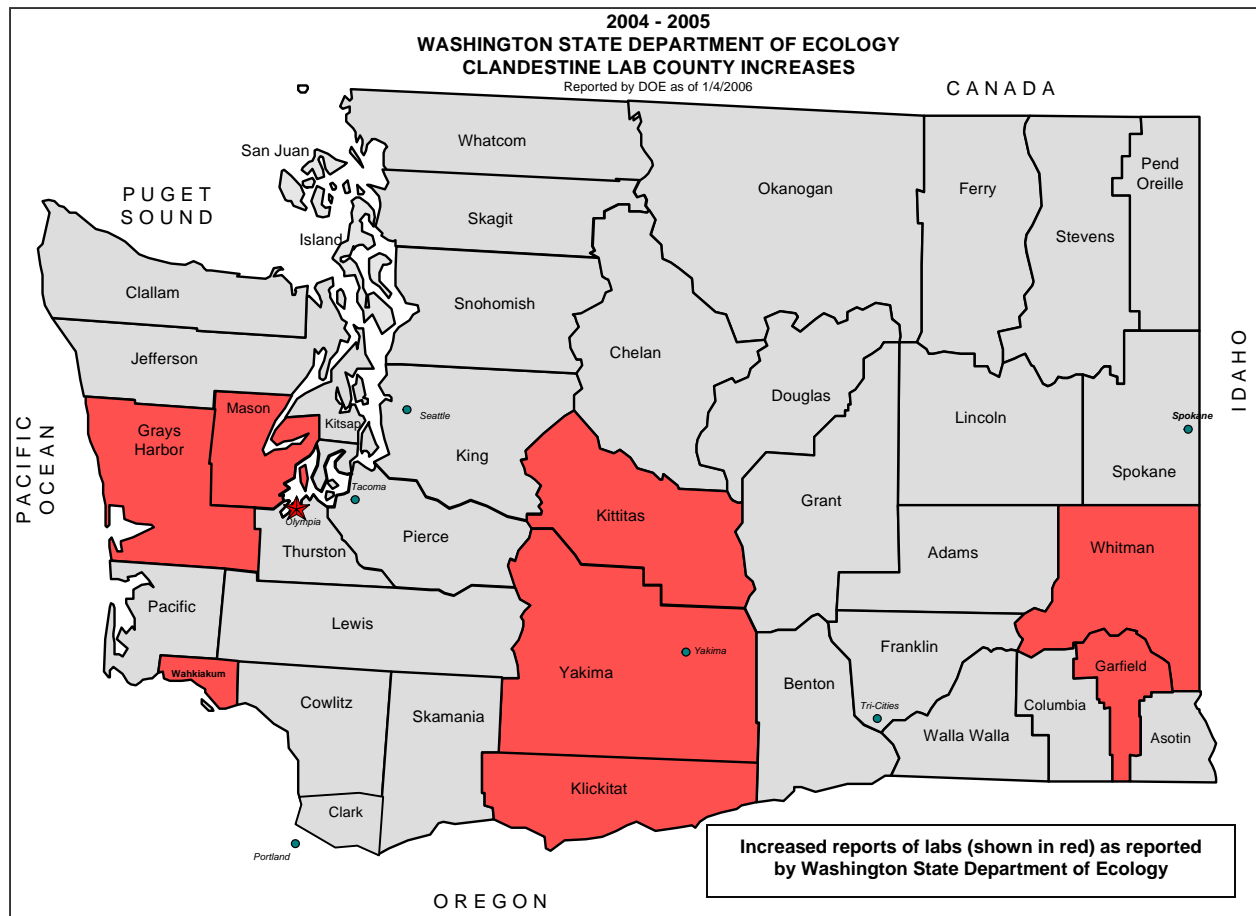 2004 - 2005
WASHINGTON STATE DEPARTMENT OF ECOLOGY
CLANDESTINE LAB COUNTY INCREASES
Reported by DOE as of 1/4/2006
CANADA
PUGET
SOUND
PACIFIC
OCEAN
IDAHO
OREGON
San Juan
Whatcom
Skagit
Island
Snohomish
Okanogan
Ferry
Stevens
Pend
Oreille
Clallam
Jefferson
Chelan
Douglas
Lincoln
Spokane
Spokane
Mason
Grays
Harbor
Kitsap
Seattle
King
Tacoma
Olympia
Thurston
Pierce
Kittitas
Grant
Adams
Whitman
Pacific
Lewis
Wahkiakum
Cowlitz
Skamania
Yakima
Yakima
Benton
Franklin
Tri-Cities
Walla Walla
Columbia
Garfield
Asotin
Klickitat
Clark
Portland
Increased reports of labs (shown in red) as reported
by Washington State Department of Ecology